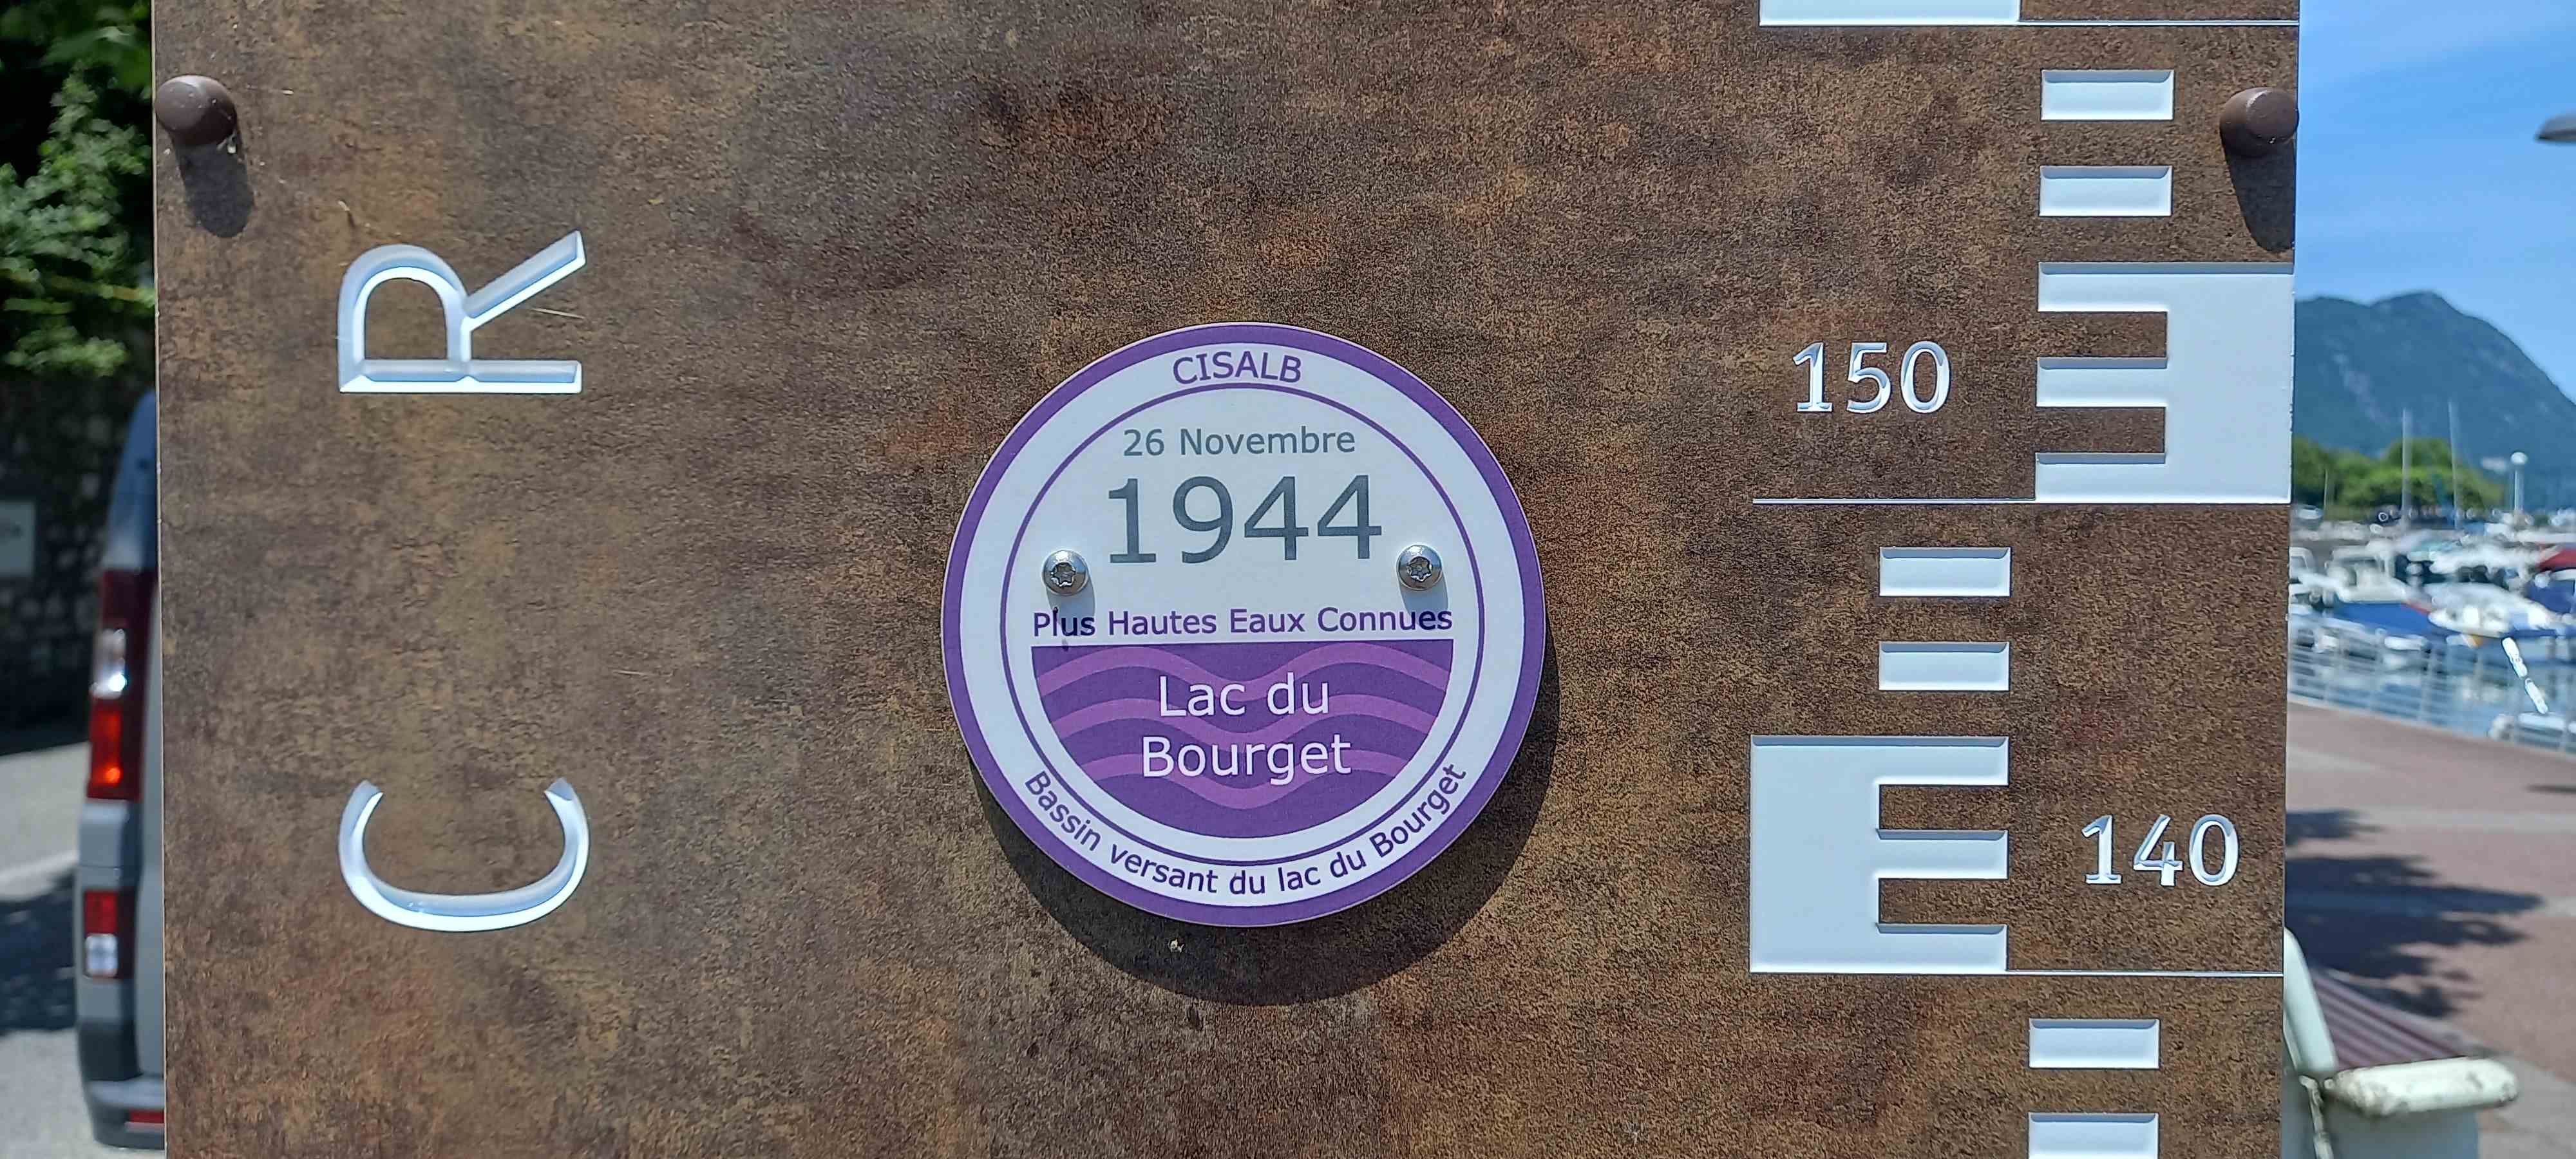 CISALB
26 Novembre
1944
Plus Hautes Eaux Connues
Lac du
Bourget
Bassin versant du lac du Bourget
150
140
C R